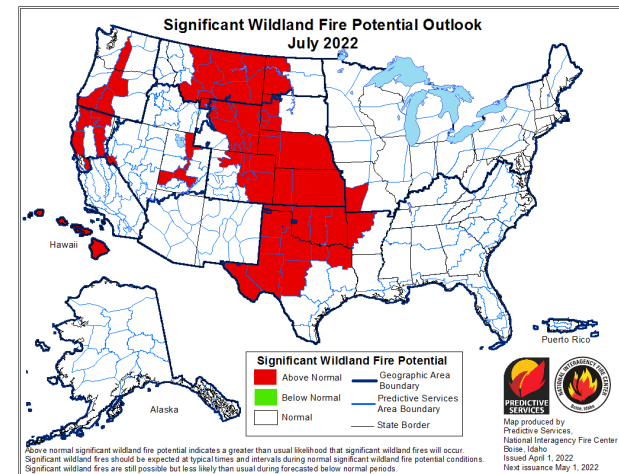 Significant Wildland Fire Potential Outlook
July 2022
Hawaii
Alaska
Puerto Rico
Significant Wildland Fire Potential
Above Normal
Below Normal
Normal
Geographic Area
Boundary
Predictive Services
Area Boundary
State Border
PREDICTIVE
SERVICES
NATIONAL INTERAGENCY FIRE CENTER
BOISE, IDAHO
Map produced by
Predictive Services,
National Interagency Fire Center
Boise, Idaho
Issued April 1, 2022
Next issuance May 1, 2022
Above normal significant wildland fire potential indicates a greater than usual likelihood that significant wildland fires will occur.
Significant wildland fires should be expected at typical times and intervals during normal significant wildland fire potential conditions.
Significant wildland fires are still possible but less likely than usual during forecasted below normal periods.